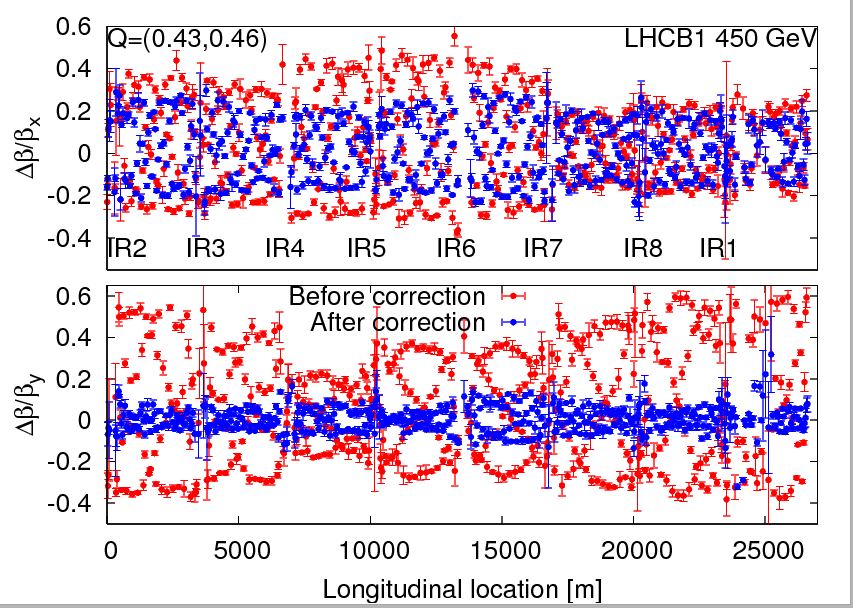 Q=(0.43,0.46) LHCB1 450 GeV
0.6
0.4
0.2
0
-0.2
-0.4
Δβ/βx
IR2 IR3 IR4 IR5 IR6 IR7 IR8 IR1
Before correction
After correction
0.6
0.4
0.2
0
-0.2
-0.4
Δβ/βy
0 5000 10000 15000 20000 25000
Longitudinal location [m]